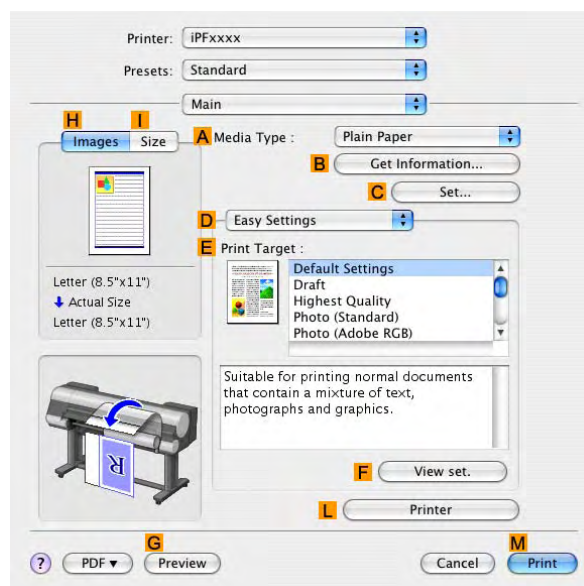 Printer: iPFxxxx
Presets: Standard
Main
H I
Images Size
A Media Type : Plain Paper
B Get Information...
C Set...
D Easy Settings
E Print Target :
Default Settings
Draft
Highest Quality
Photo (Standard)
Photo (Adobe RGB)
Letter (8.5"x11")
Actual Size
Letter (8.5"x11")
Suitable for printing normal documents
that contain a mixture of text,
photographs and graphics.
R
F View set.
L Printer
G M
? PDF Preview Cancel Print